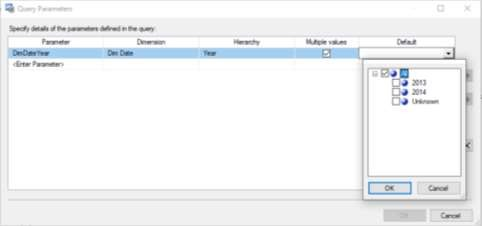 Query Parameters
Specify details of the parameters defined in the query:
Parameter Dimension Hierarchy Multiple values Default
DimDateYear Dim Date Year
<Enter Parameter>
All
2013
2014
Unknown
OK Cancel
OK Cancel